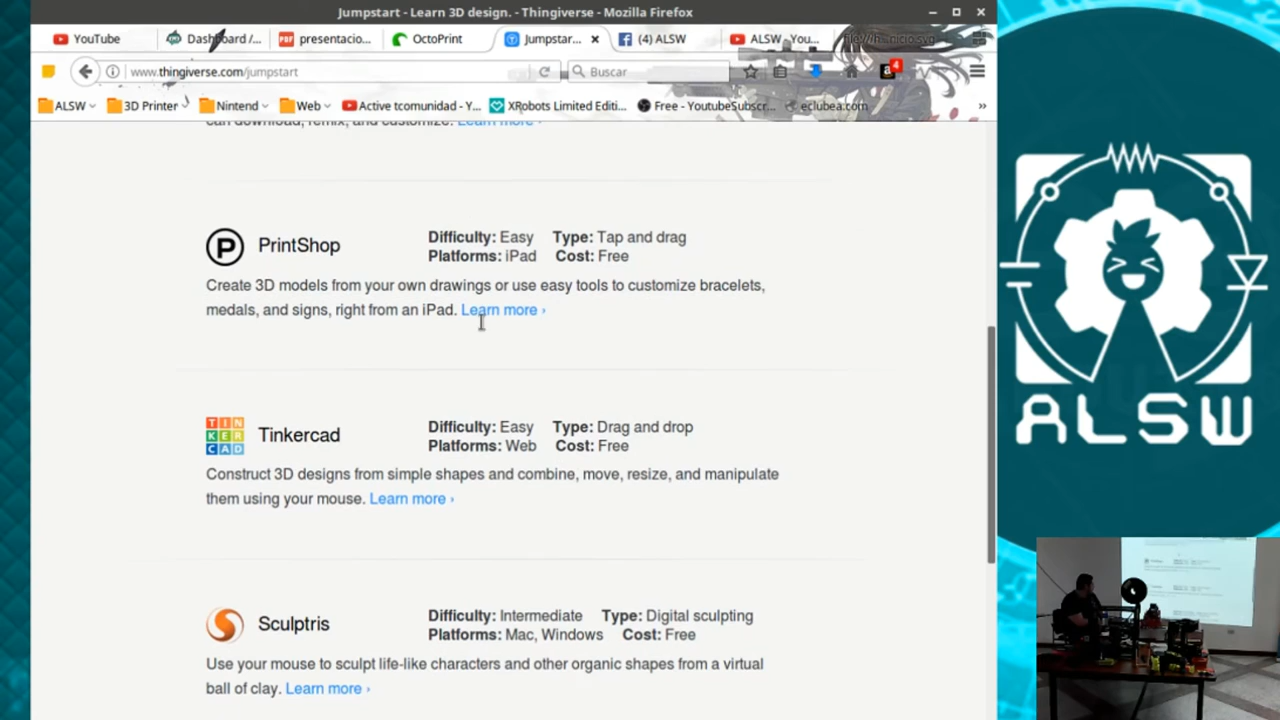 Jumpstart - Learn 3D design. - Thingiverse - Mozilla Firefox
YouTube
Dashboard /...
presentacio...
OctoPrint
Jumpstar...
(4) ALSW
ALSW - You...
www.thingiverse.com/jumpstart
Buscar
4
ALSW
3D Printer
Nintend
Web
Active tcomunidad - Y...
XRobots Limited Editi...
Free - YoutubeSubscr...
eclubea.com
»
can download, remix, and customize. Learn more ›
PrintShop
Difficulty: Easy Type: Tap and drag
Platforms: iPad Cost: Free
Create 3D models from your own drawings or use easy tools to customize bracelets,
medals, and signs, right from an iPad. Learn more ›
TINKERCAD
Tinkercad
Difficulty: Easy Type: Drag and drop
Platforms: Web Cost: Free
Construct 3D designs from simple shapes and combine, move, resize, and manipulate
them using your mouse. Learn more ›
Sculptris
Difficulty: Intermediate Type: Digital sculpting
Platforms: Mac, Windows Cost: Free
Use your mouse to sculpt life-like characters and other organic shapes from a virtual
ball of clay. Learn more ›
ALSW